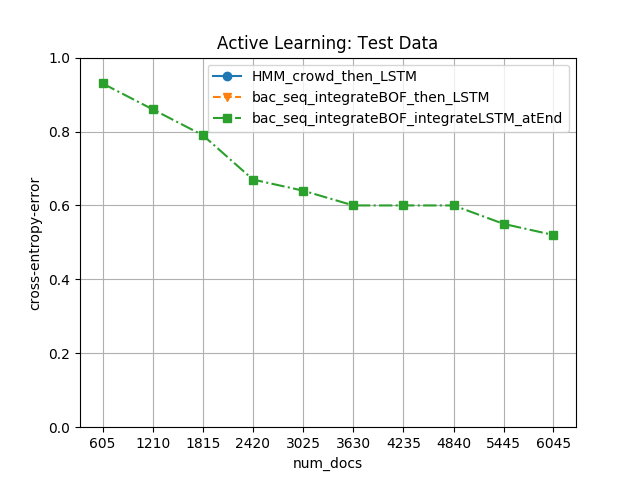 Active Learning: Test Data
HMM_crowd_then_LSTM
bac_seq_integrateBOF_then_LSTM
bac_seq_integrateBOF_integrateLSTM_atEnd
cross-entropy-error
1.0
0.8
0.6
0.4
0.2
0.0
605 1210 1815 2420 3025 3630 4235 4840 5445 6045
num_docs